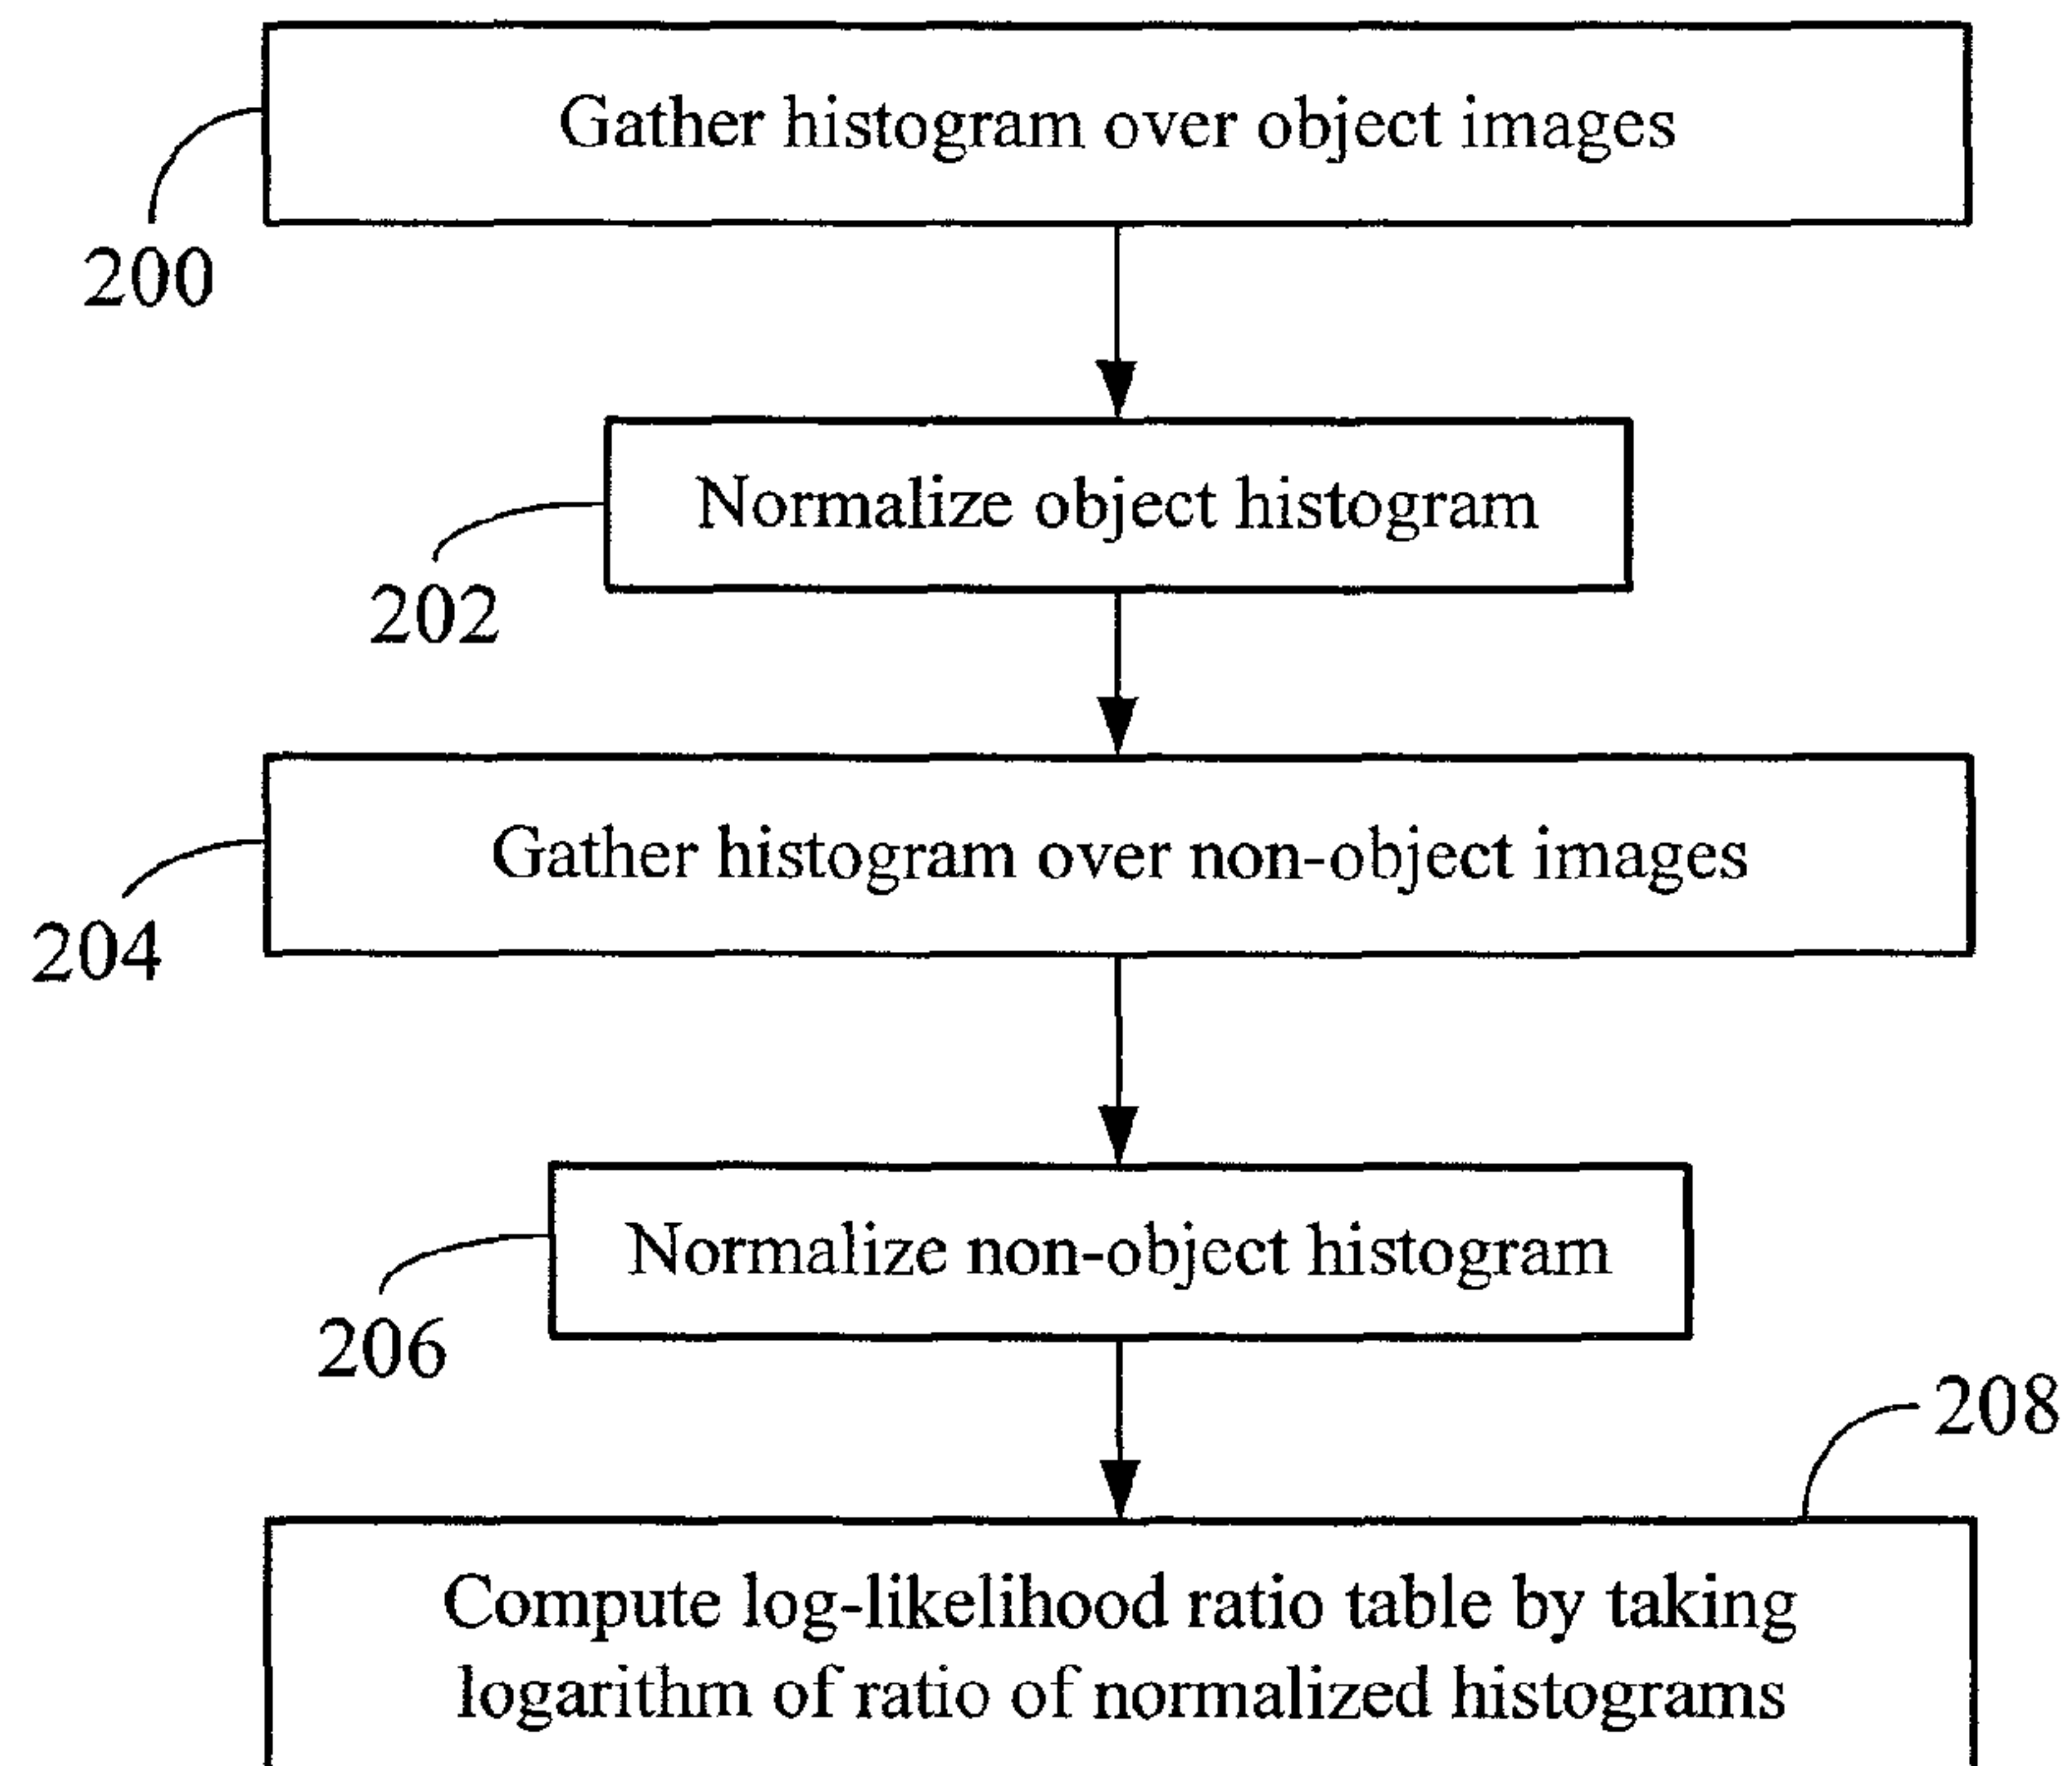 Gather histogram over object images
200
Normalize object histogram
202
Gather histogram over non-object images
204
Normalize non-object histogram
206
208
Compute log-likelihood ratio table by taking
logarithm of ratio of normalized histograms